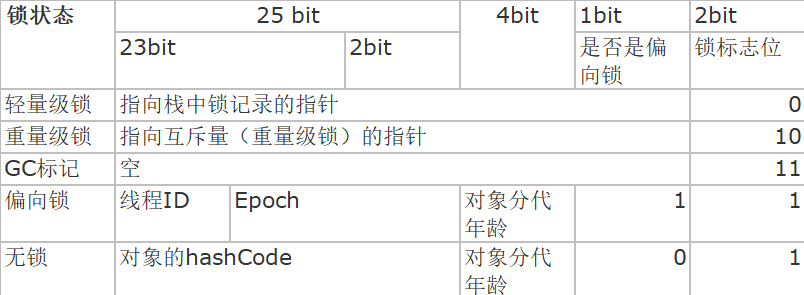 锁状态 25 bit 4bit 1bit 2bit
23bit 2bit 是否是偏
向锁 锁标志位
轻量级锁 指向栈中锁记录的指针 0
重量级锁 指向互斥量（重量级锁）的指针 10
GC标记 空 11
偏向锁 线程ID Epoch 对象分代
年龄 1 1
无锁 对象的hashCode 对象分代
年龄 0 1